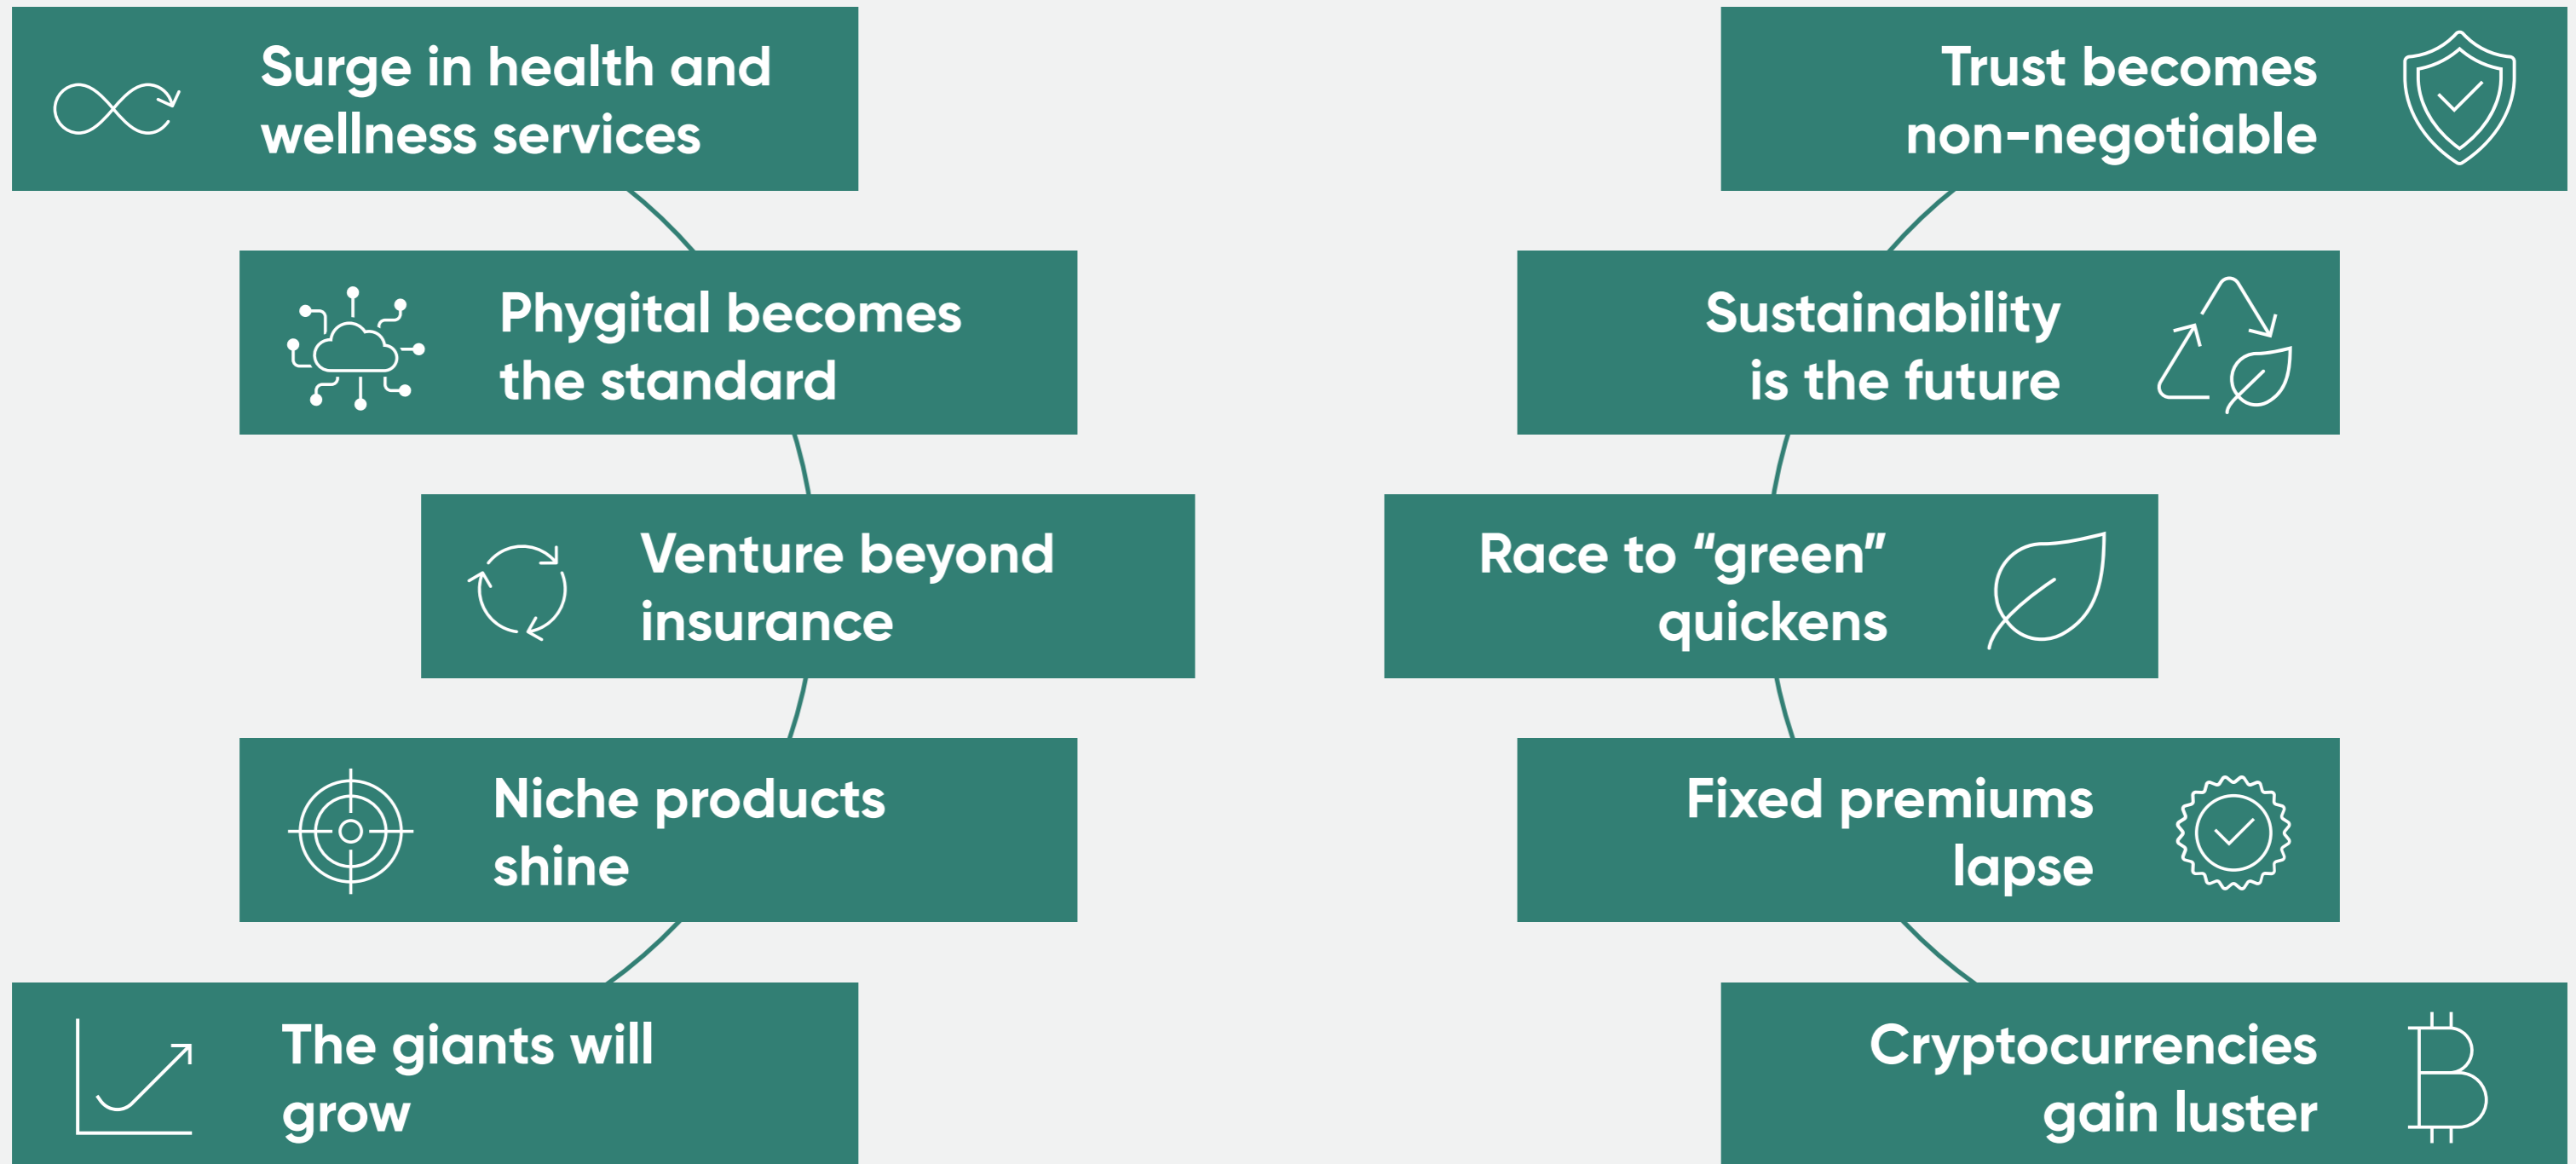 Surge in health and
wellness services
Phygital becomes
the standard
Venture beyond
insurance
Niche products
shine
The giants will
grow
Trust becomes
non-negotiable
Sustainability
is the future
Race to “green”
quickens
Fixed premiums
lapse
Cryptocurrencies
gain luster